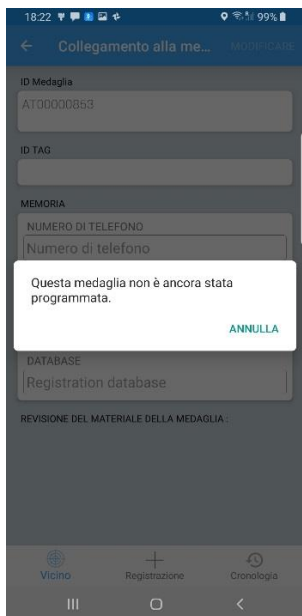 18:22 99%
Collegamento alla me... MODIFICARE
ID Medaglia
AT00000853
ID TAG
MEMORIA
NUMERO DI TELEFONO
Numero di telefono
Questa medaglia non è ancora stata
programmata.
ANNULLA
DATABASE
Registration database
REVISIONE DEL MATERIALE DELLA MEDAGLIA :
Vicino Registrazione Cronologia